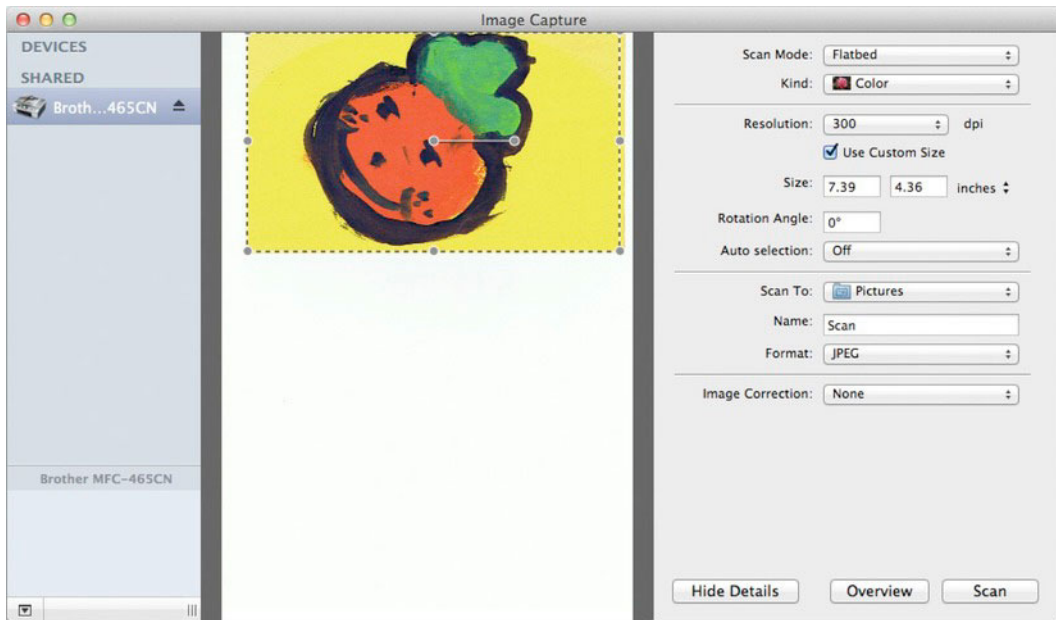 Image Capture
DEVICES
SHARED
Broth...465CN
Brother MFC-465CN
Scan Mode: Flatbed
Kind: Color
Resolution: 300 dpi
Use Custom Size
Size: 7.39 4.36 inches
Rotation Angle: 0°
Auto selection: Off
Scan To: Pictures
Name: Scan
Format: JPEG
Image Correction: None
Hide Details Overview Scan